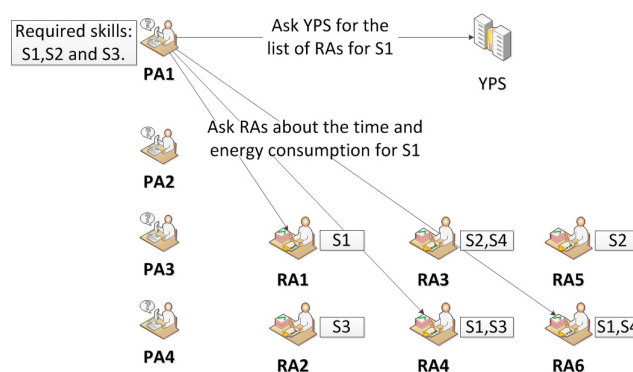 Required skills:
S1,S2 and S3.
PA1
Ask YPS for the
list of RAs for S1
YPS
Ask RAs about the time and
energy consumption for S1
PA2
PA3
S1
RA1
S2,S4
RA3
S2
RA5
PA4
S3
RA2
S1,S3
RA4
S1,S4
RA6